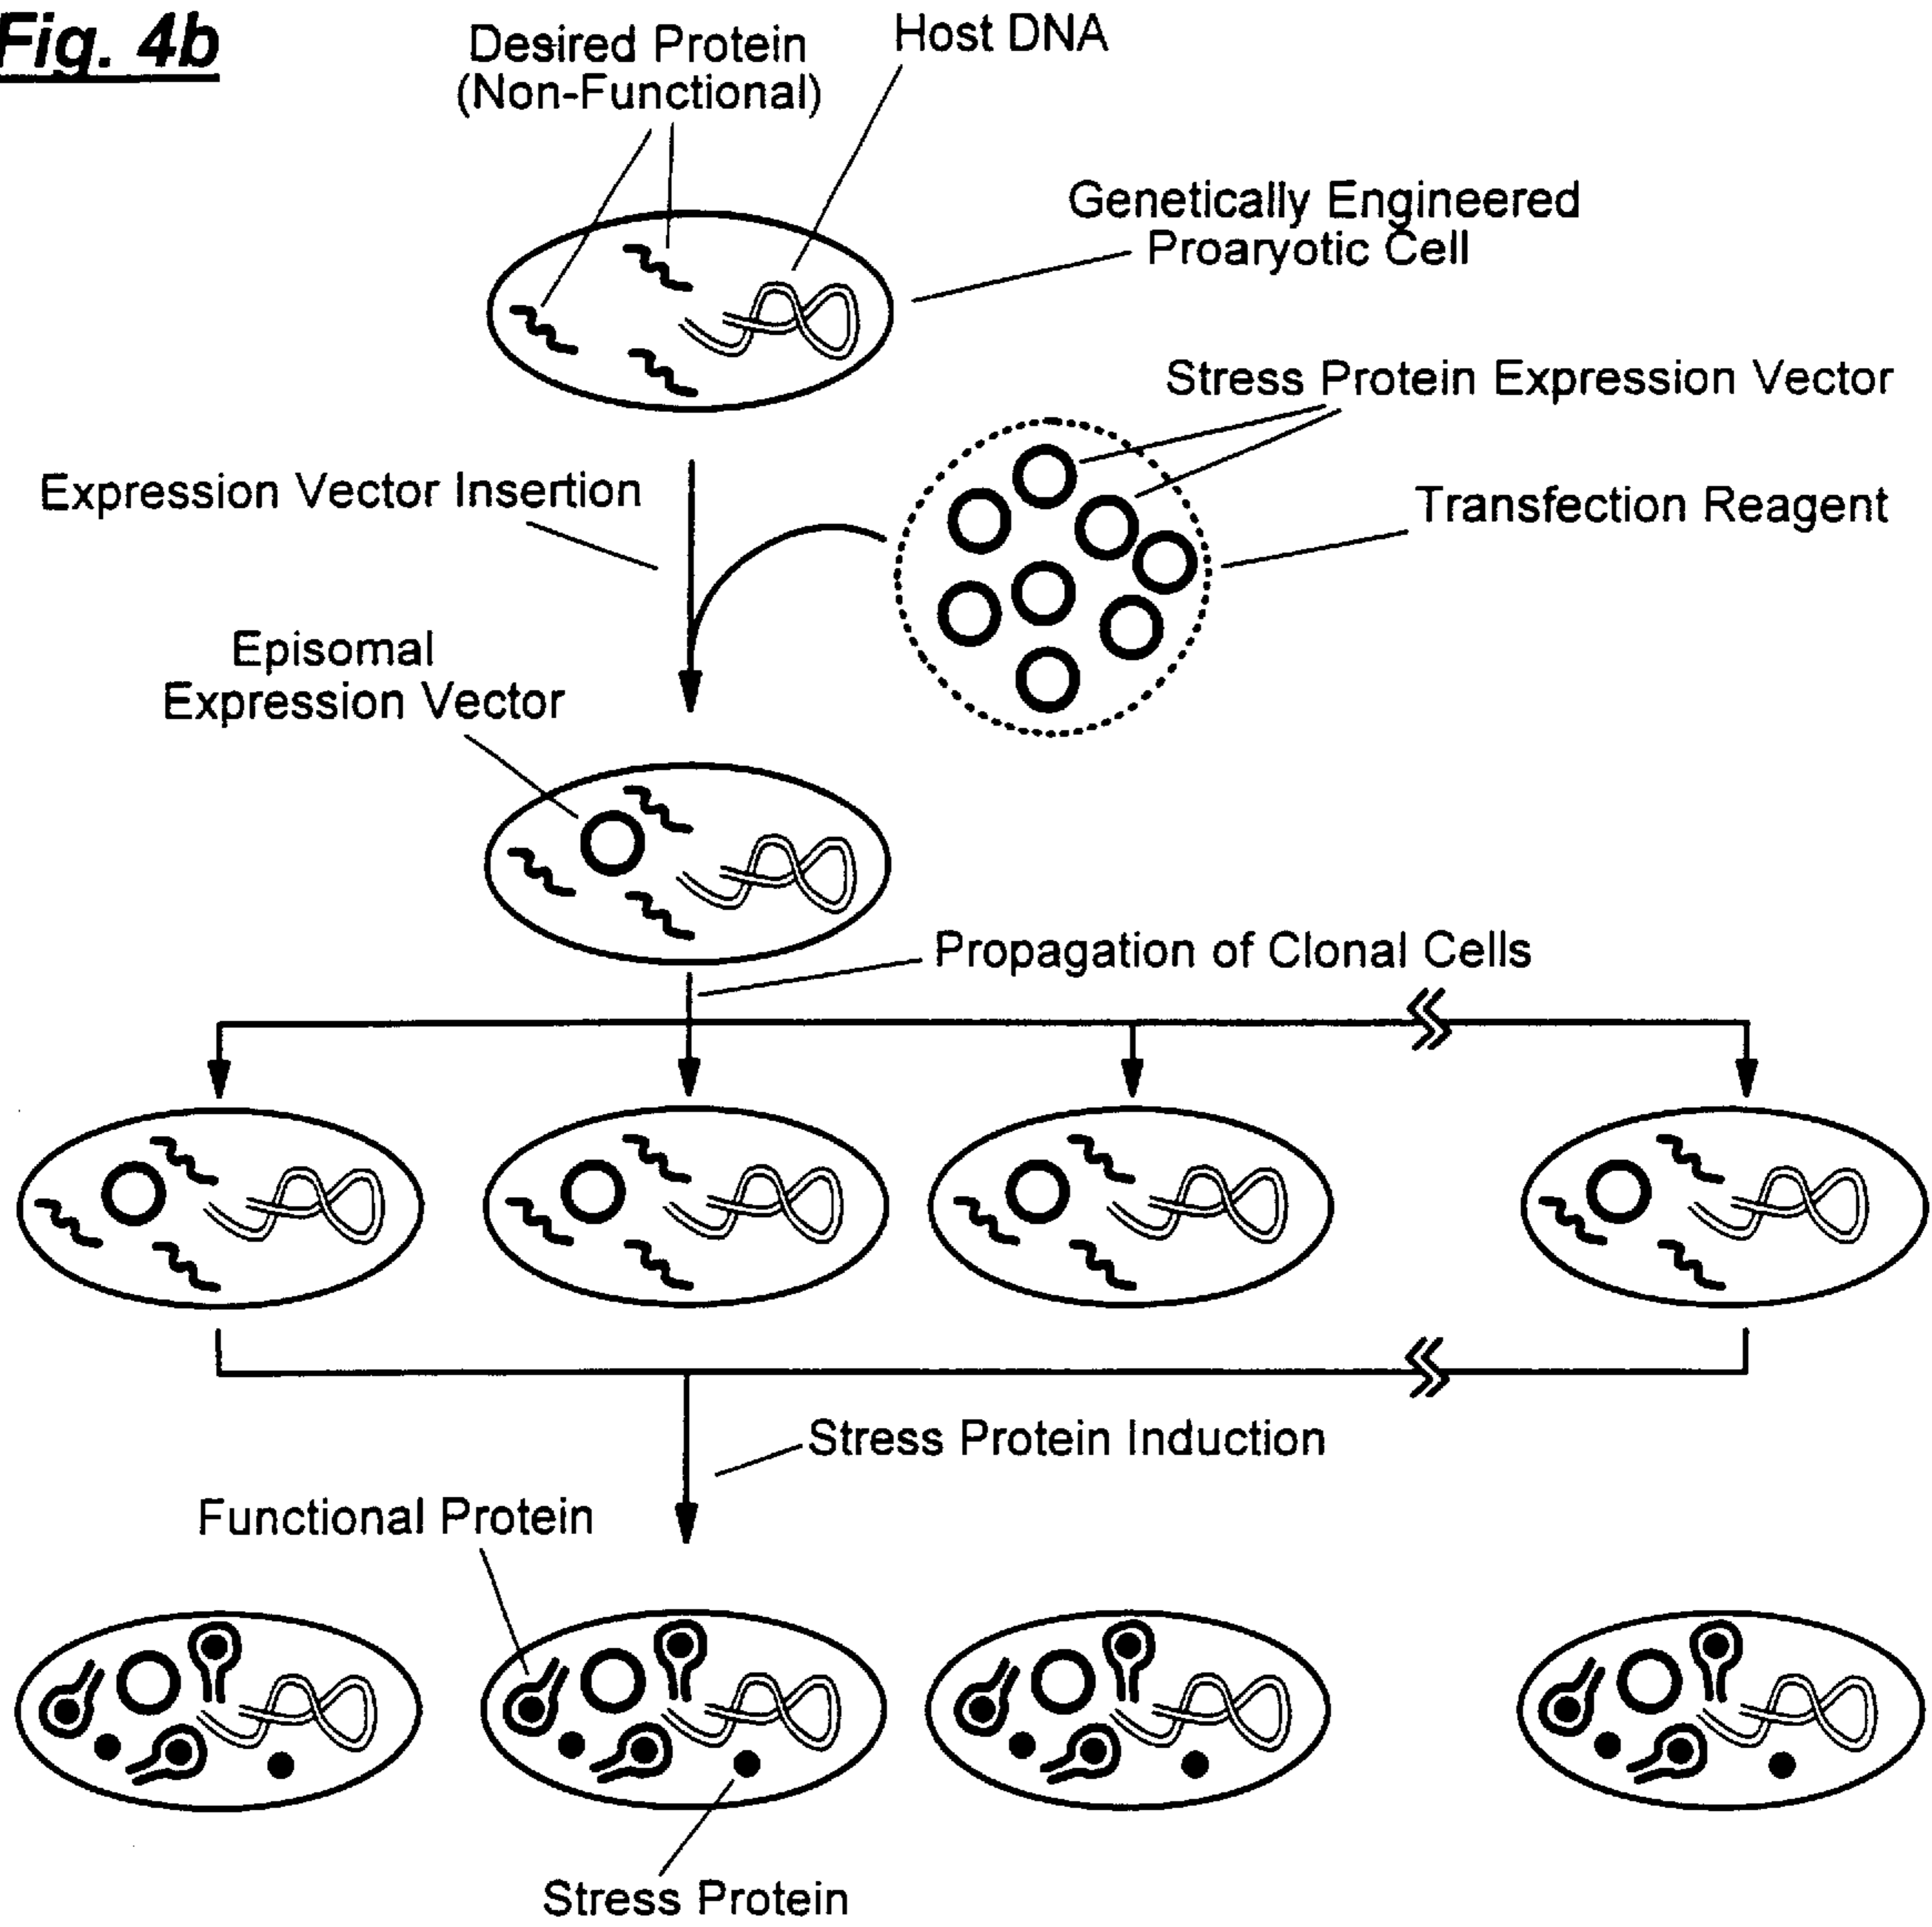 Fig. 4b
Desired Protein
(Non-Functional)
Host DNA
Genetically Engineered
Proaryotic Cell
Stress Protein Expression Vector
Expression Vector Insertion
Transfection Reagent
Episomal
Expression Vector
Propagation of Clonal Cells
Stress Protein Induction
Functional Protein
Stress Protein